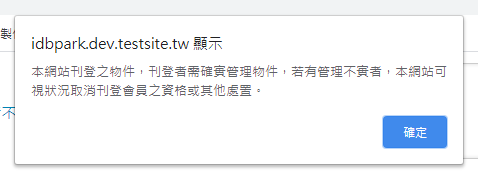 製
idbpark.dev.testsite.tw 顯示
本網站刊登之物件，刊登者需確實管理物件，若有管理不實者，本網站可
視狀況取消刊登會員之資格或其他處置。
不
確定